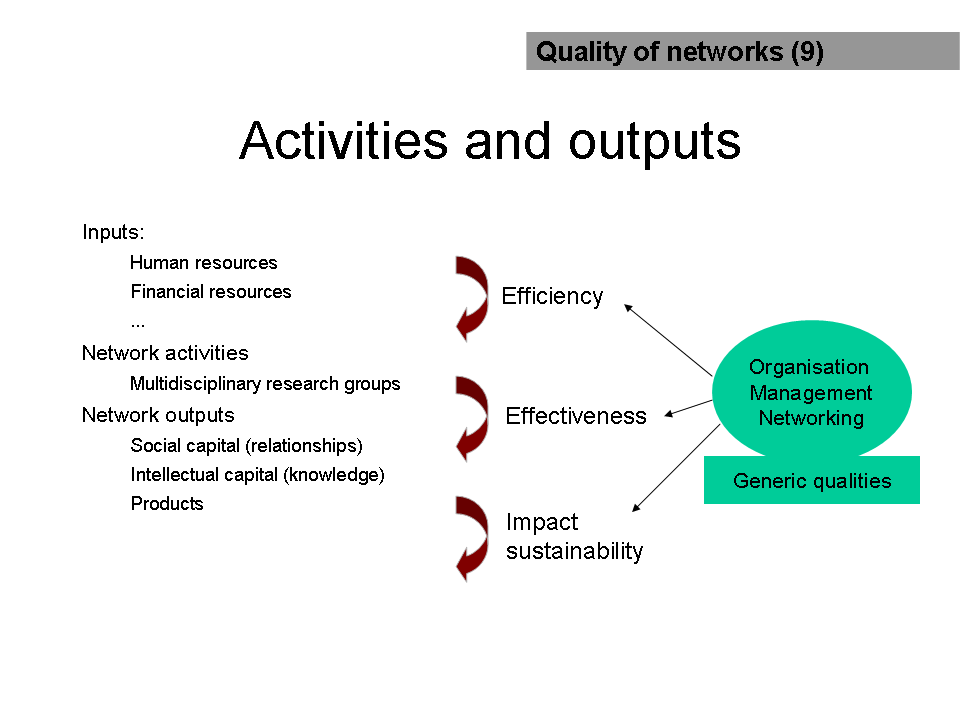 Quality of networks (9)
Activities and outputs
Inputs:
Human resources
Financial resources
...
Network activities
Multidisciplinary research groups
Network outputs
Social capital (relationships)
Intellectual capital (knowledge)
Products
Efficiency
Effectiveness
Impact
sustainability
Organisation
Management
Networking
Generic qualities